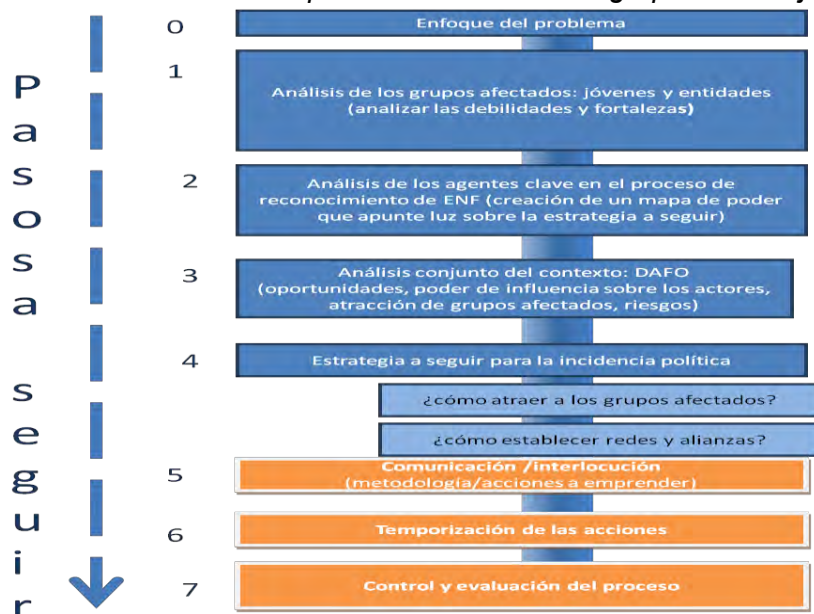 0
Enfoque del problema
1
Análisis de los grupos afectados: jóvenes y entidades
(analizar las debilidades y fortalezas)
2
Análisis de los agentes clave en el proceso de
reconocimiento de ENF (creación de un mapa de poder
que apunte luz sobre la estrategia a seguir)
3
Análisis conjunto del contexto: DAFO
(oportunidades, poder de influencia sobre los actores,
atracción de grupos afectados, riesgos)
4
Estrategia a seguir para la incidencia política
¿cómo atraer a los grupos afectados?
¿cómo establecer redes y alianzas?
5
Comunicación /interlocución
(metodología/acciones a emprender)
6
Temporización de las acciones
7
Control y evaluación del proceso
Pasos a seguir